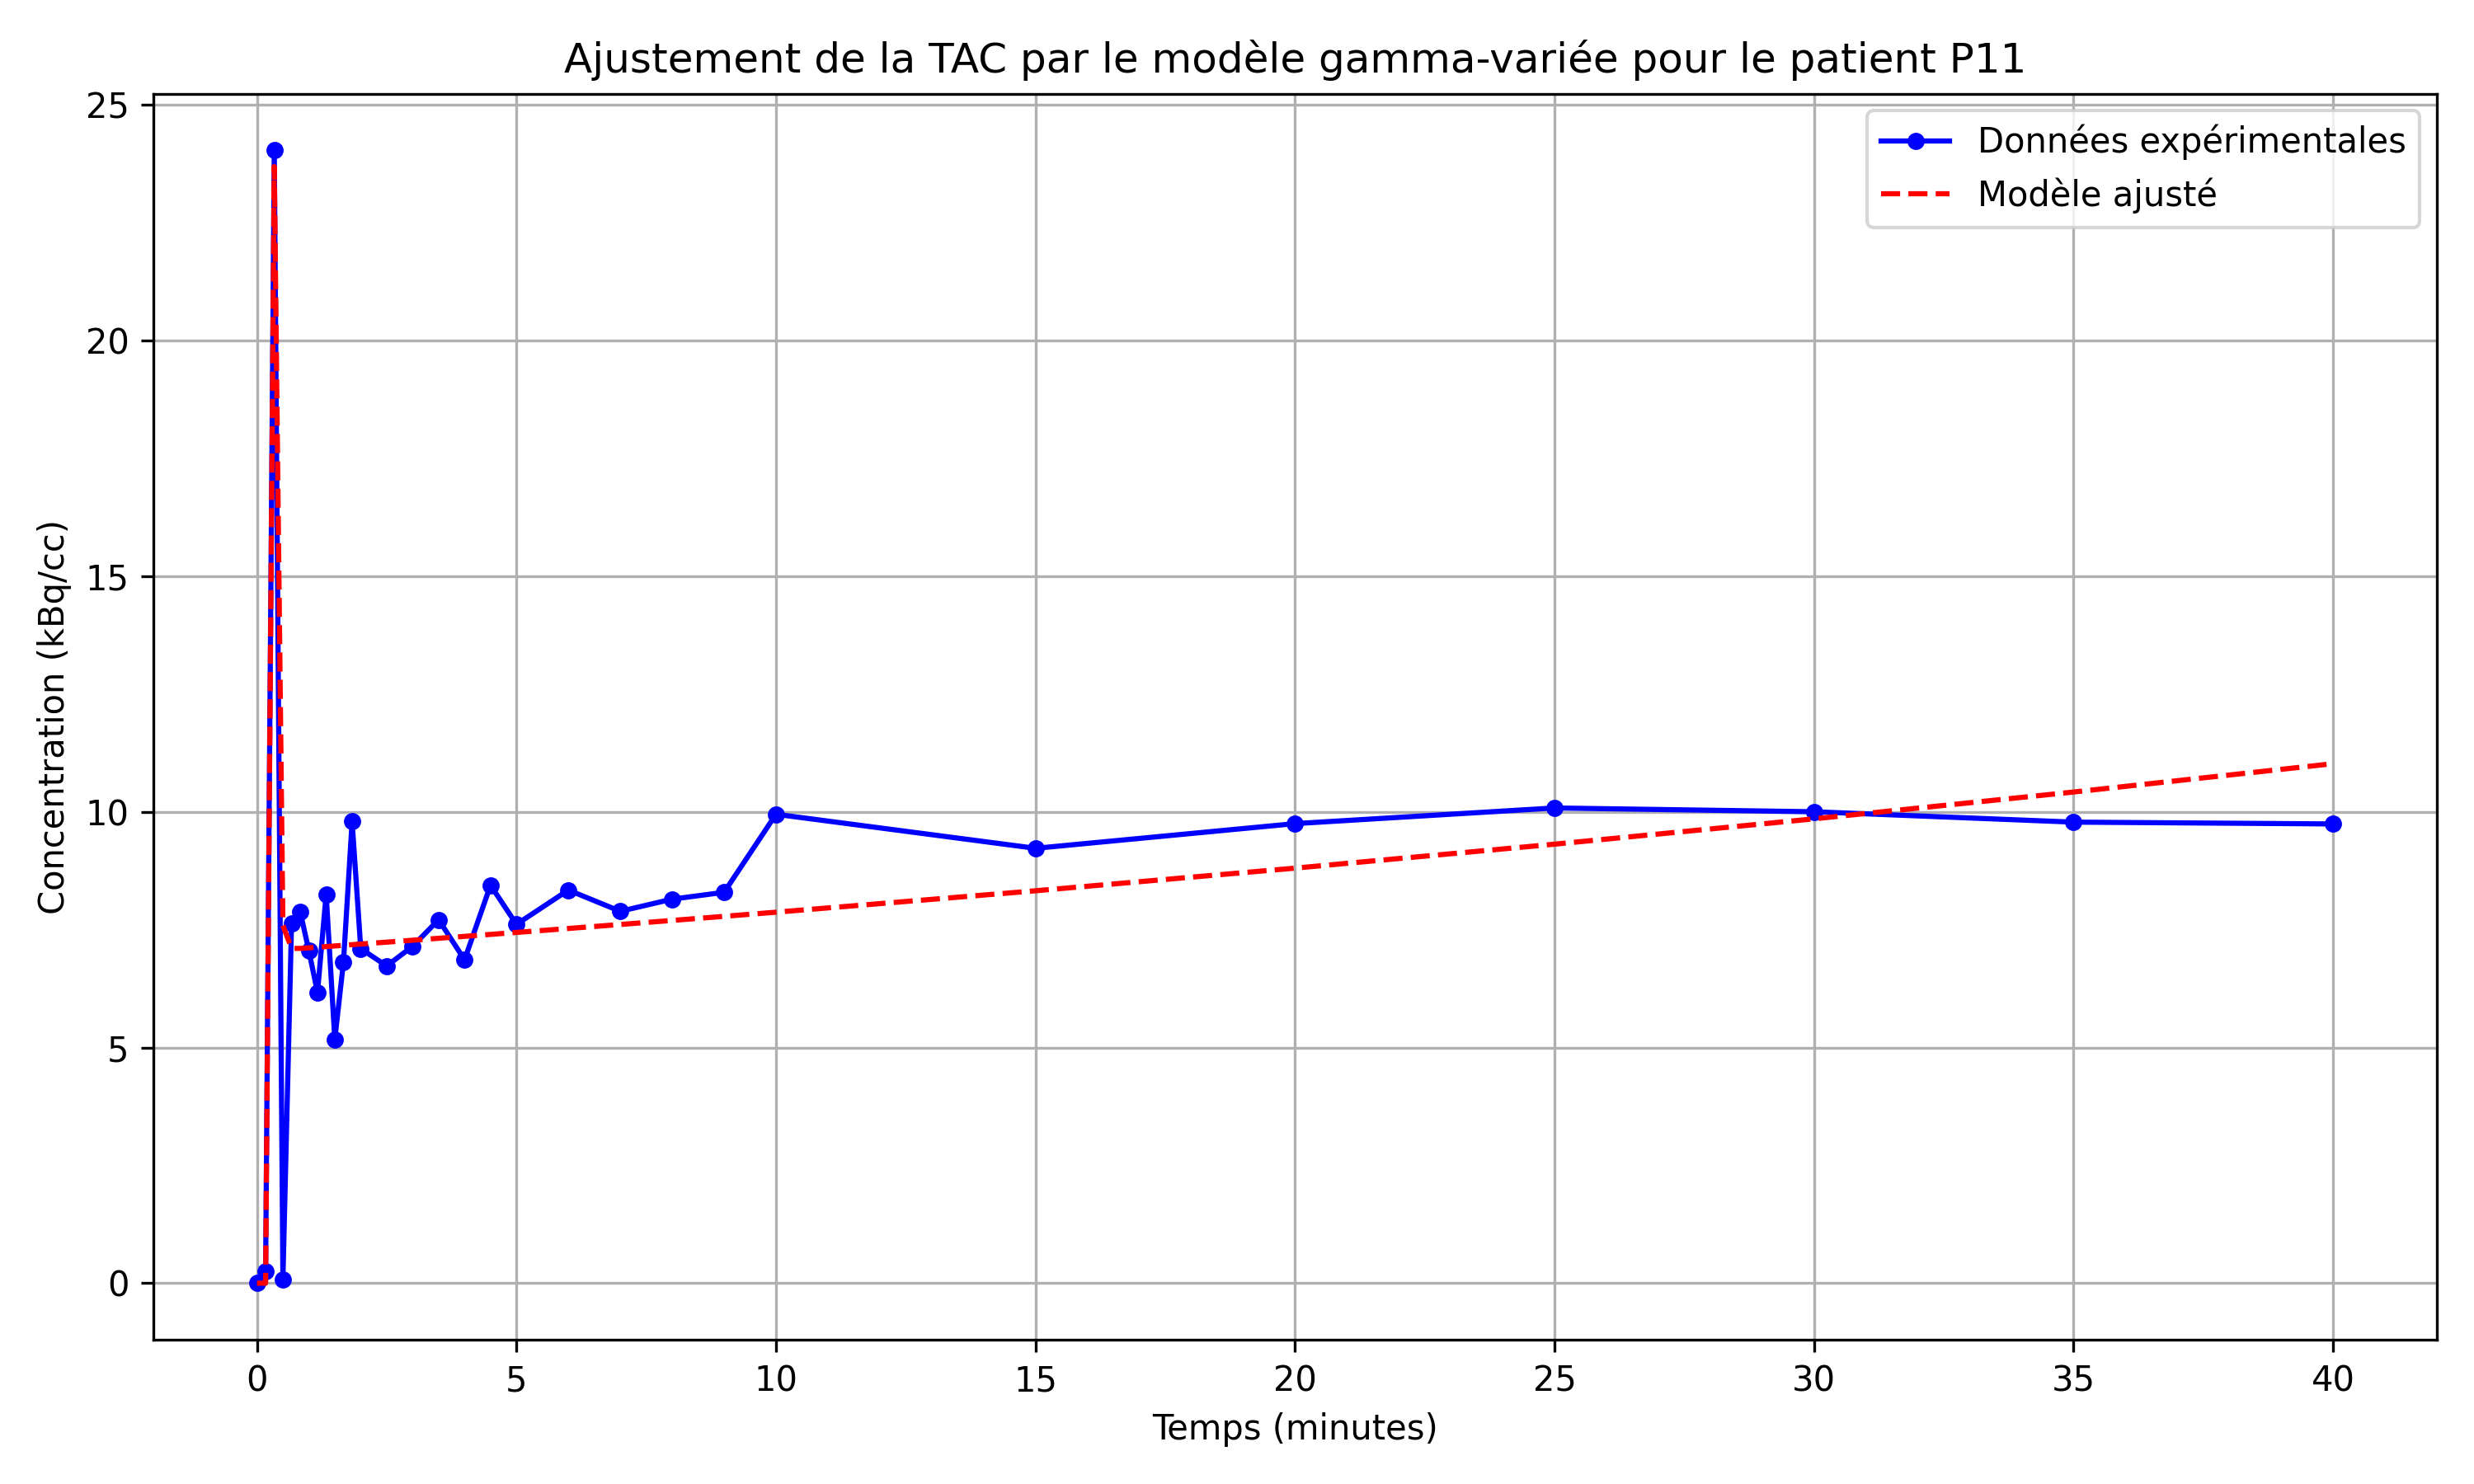 Ajustement de la TAC par le modèle gamma-variée pour le patient P11
Données expérimentales
Modèle ajusté
Concentration (kBq/cc)
25
20
15
10
5
0
0 5 10 15 20 25 30 35 40
Temps (minutes)